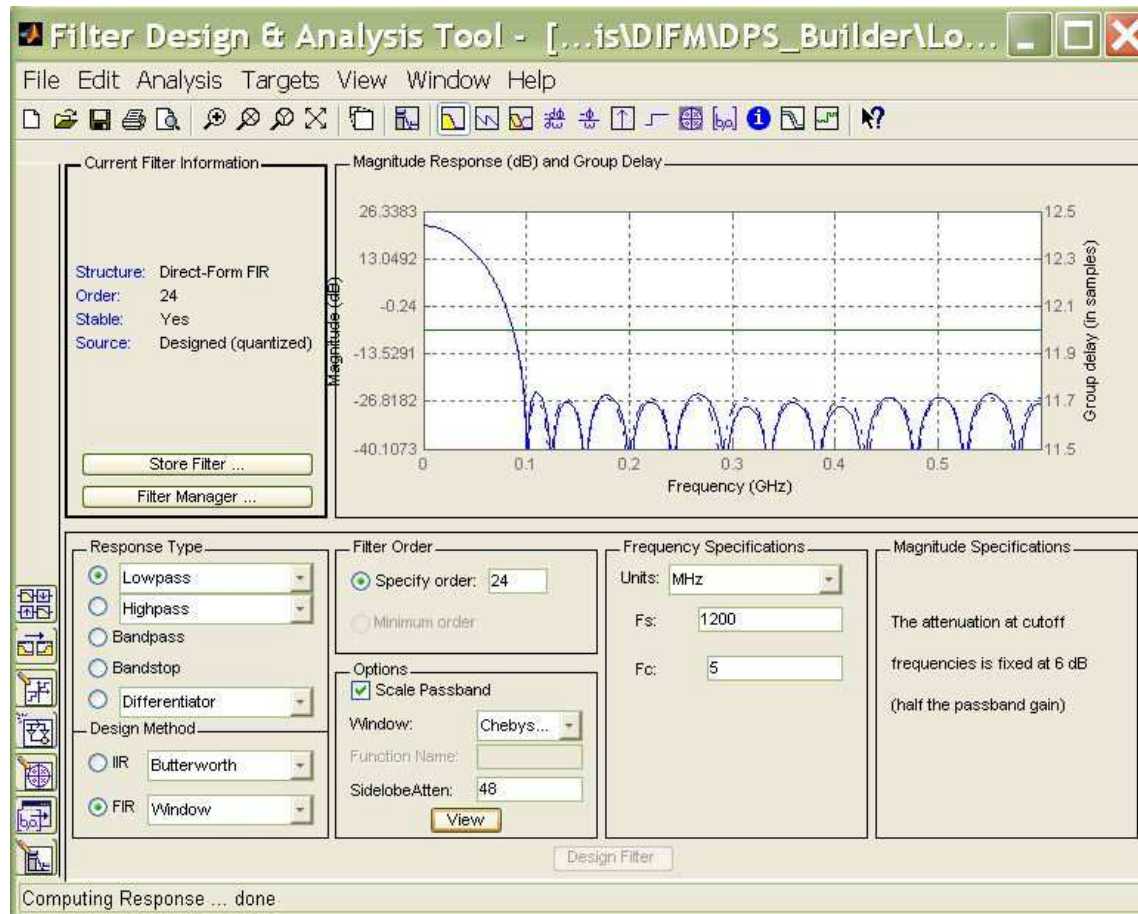 Filter Design & Analysis Tool - [...is\DIFM\DPS_Builder\Lo...
File Edit Analysis Targets View Window Help
Current Filter Information
Structure: Direct-Form FIR
Order: 24
Stable: Yes
Source: Designed (quantized)
Store Filter ...
Filter Manager ...
Magnitude Response (dB) and Group Delay
Magnitude (dB)
26.3383
13.0492
-0.24
-13.5291
-26.8182
-40.1073
0 0.1 0.2 0.3 0.4 0.5
Frequency (GHz)
12.5
12.3
12.1
11.9
11.7
11.5
Group delay (in samples)
Response Type
Lowpass
Highpass
Bandpass
Bandstop
Differentiator
Design Method
IIR Butterworth
FIR Window
Filter Order
Specify order: 24
Minimum order
Options
Scale Passband
Window: Chebys...
Function Name:
SidelobeAtten: 48
View
Frequency Specifications
Units: MHz
Fs: 1200
Fc: 5
Magnitude Specifications
The attenuation at cutoff
frequencies is fixed at 6 dB
(half the passband gain)
Design Filter
Computing Response ... done